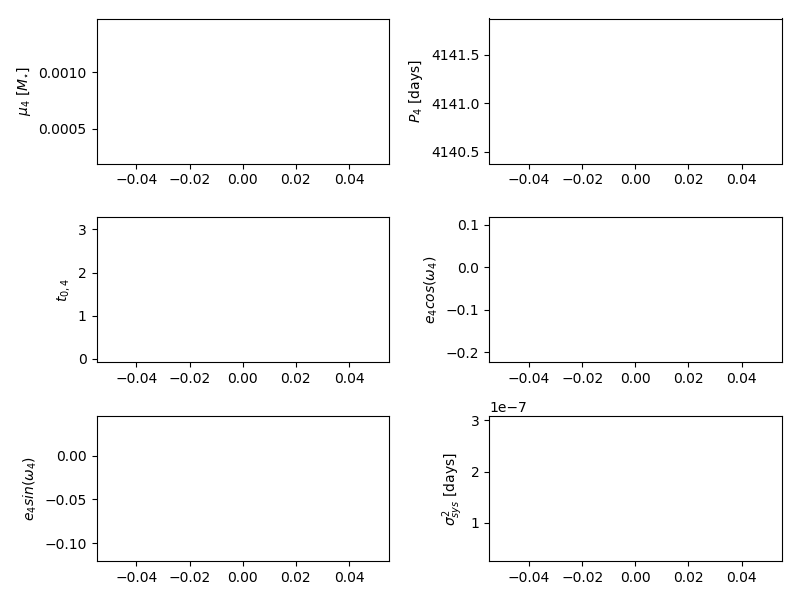 0.0010
0.0005
μ₄ [M⋆]
−0.04 −0.02 0.00 0.02 0.04
4141.5
4141.0
4140.5
P₄ [days]
−0.04 −0.02 0.00 0.02 0.04
3
2
1
0
t₀,₄
−0.04 −0.02 0.00 0.02 0.04
0.1
0.0
−0.1
−0.2
e₄cos(ω₄)
−0.04 −0.02 0.00 0.02 0.04
0.00
−0.05
−0.10
e₄sin(ω₄)
−0.04 −0.02 0.00 0.02 0.04
1e−7
3
2
1
σ²sys [days]
−0.04 −0.02 0.00 0.02 0.04